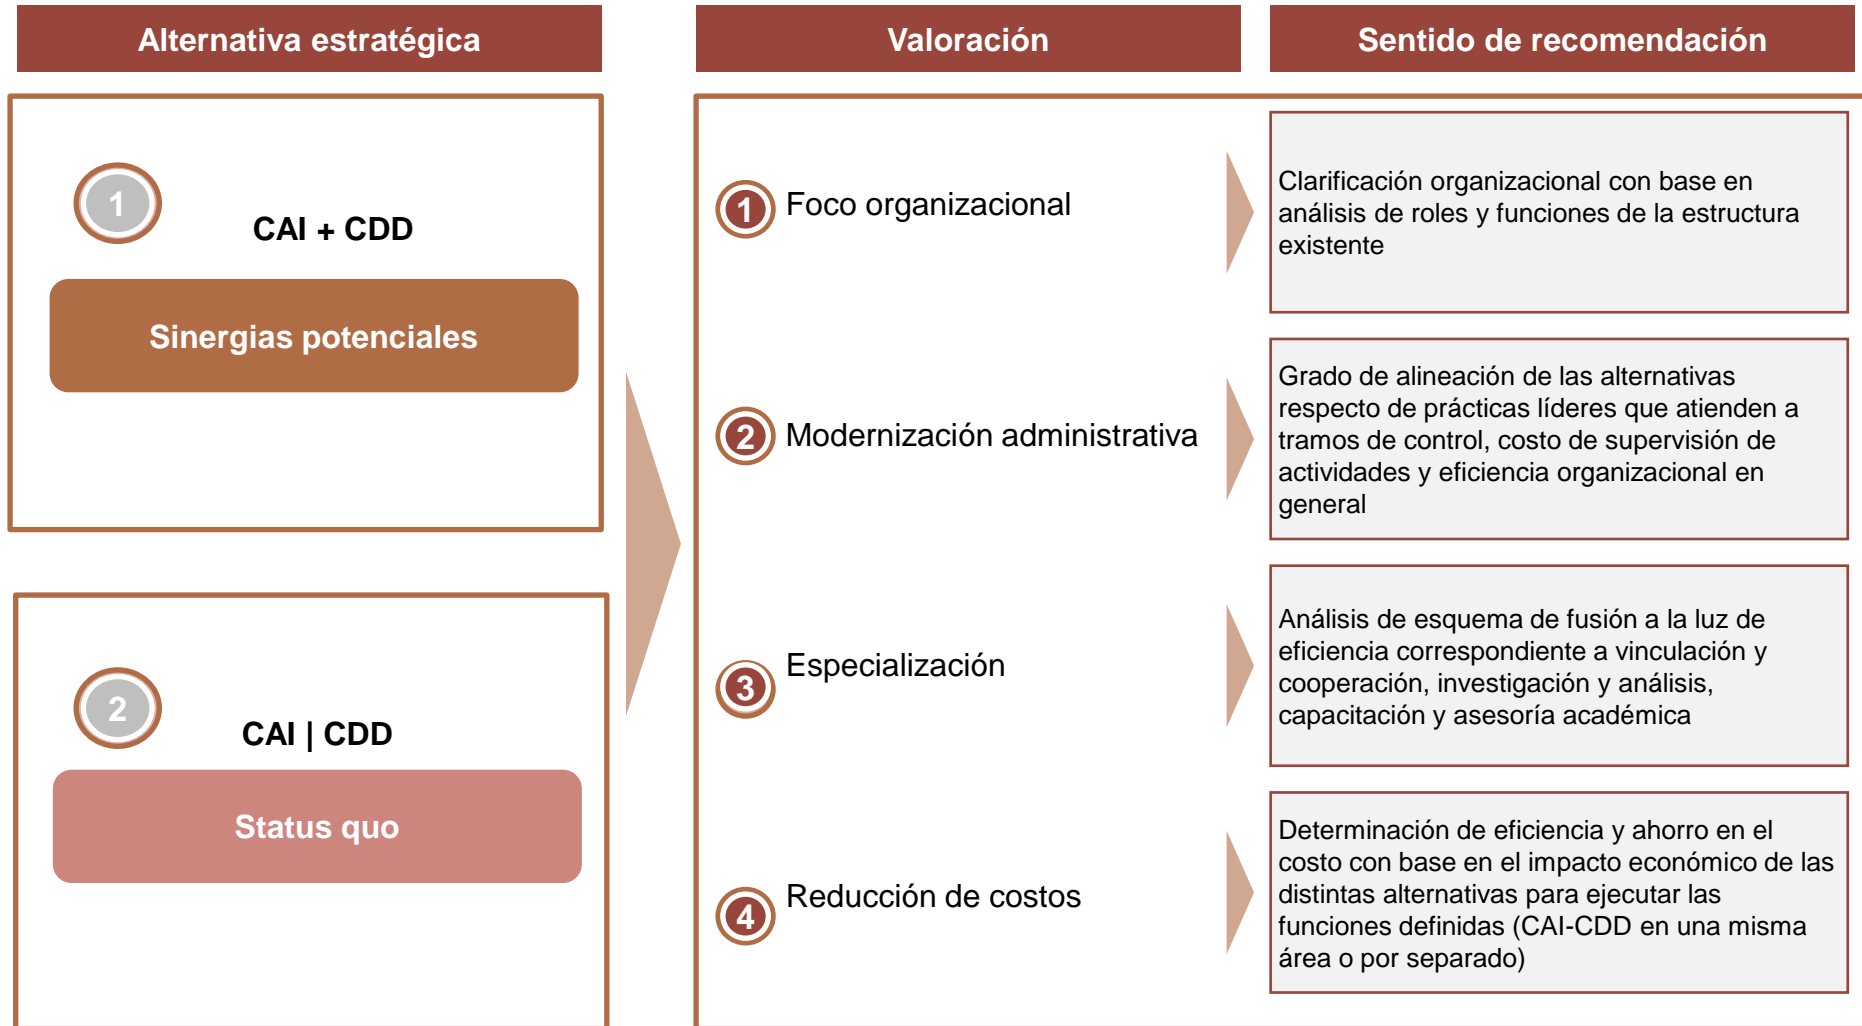 Alternativa estratégica
Valoración
Sentido de recomendación
1
CAI + CDD
Sinergias potenciales
2
CAI | CDD
Status quo
1
Foco organizacional
Clarificación organizacional con base en
análisis de roles y funciones de la estructura
existente
2
Modernización administrativa
Grado de alineación de las alternativas
respecto de prácticas líderes que atienden a
tramos de control, costo de supervisión de
actividades y eficiencia organizacional en
general
3
Especialización
Análisis de esquema de fusión a la luz de
eficiencia correspondiente a vinculación y
cooperación, investigación y análisis,
capacitación y asesoría académica
4
Reducción de costos
Determinación de eficiencia y ahorro en el
costo con base en el impacto económico de las
distintas alternativas para ejecutar las
funciones definidas (CAI-CDD en una misma
área o por separado)